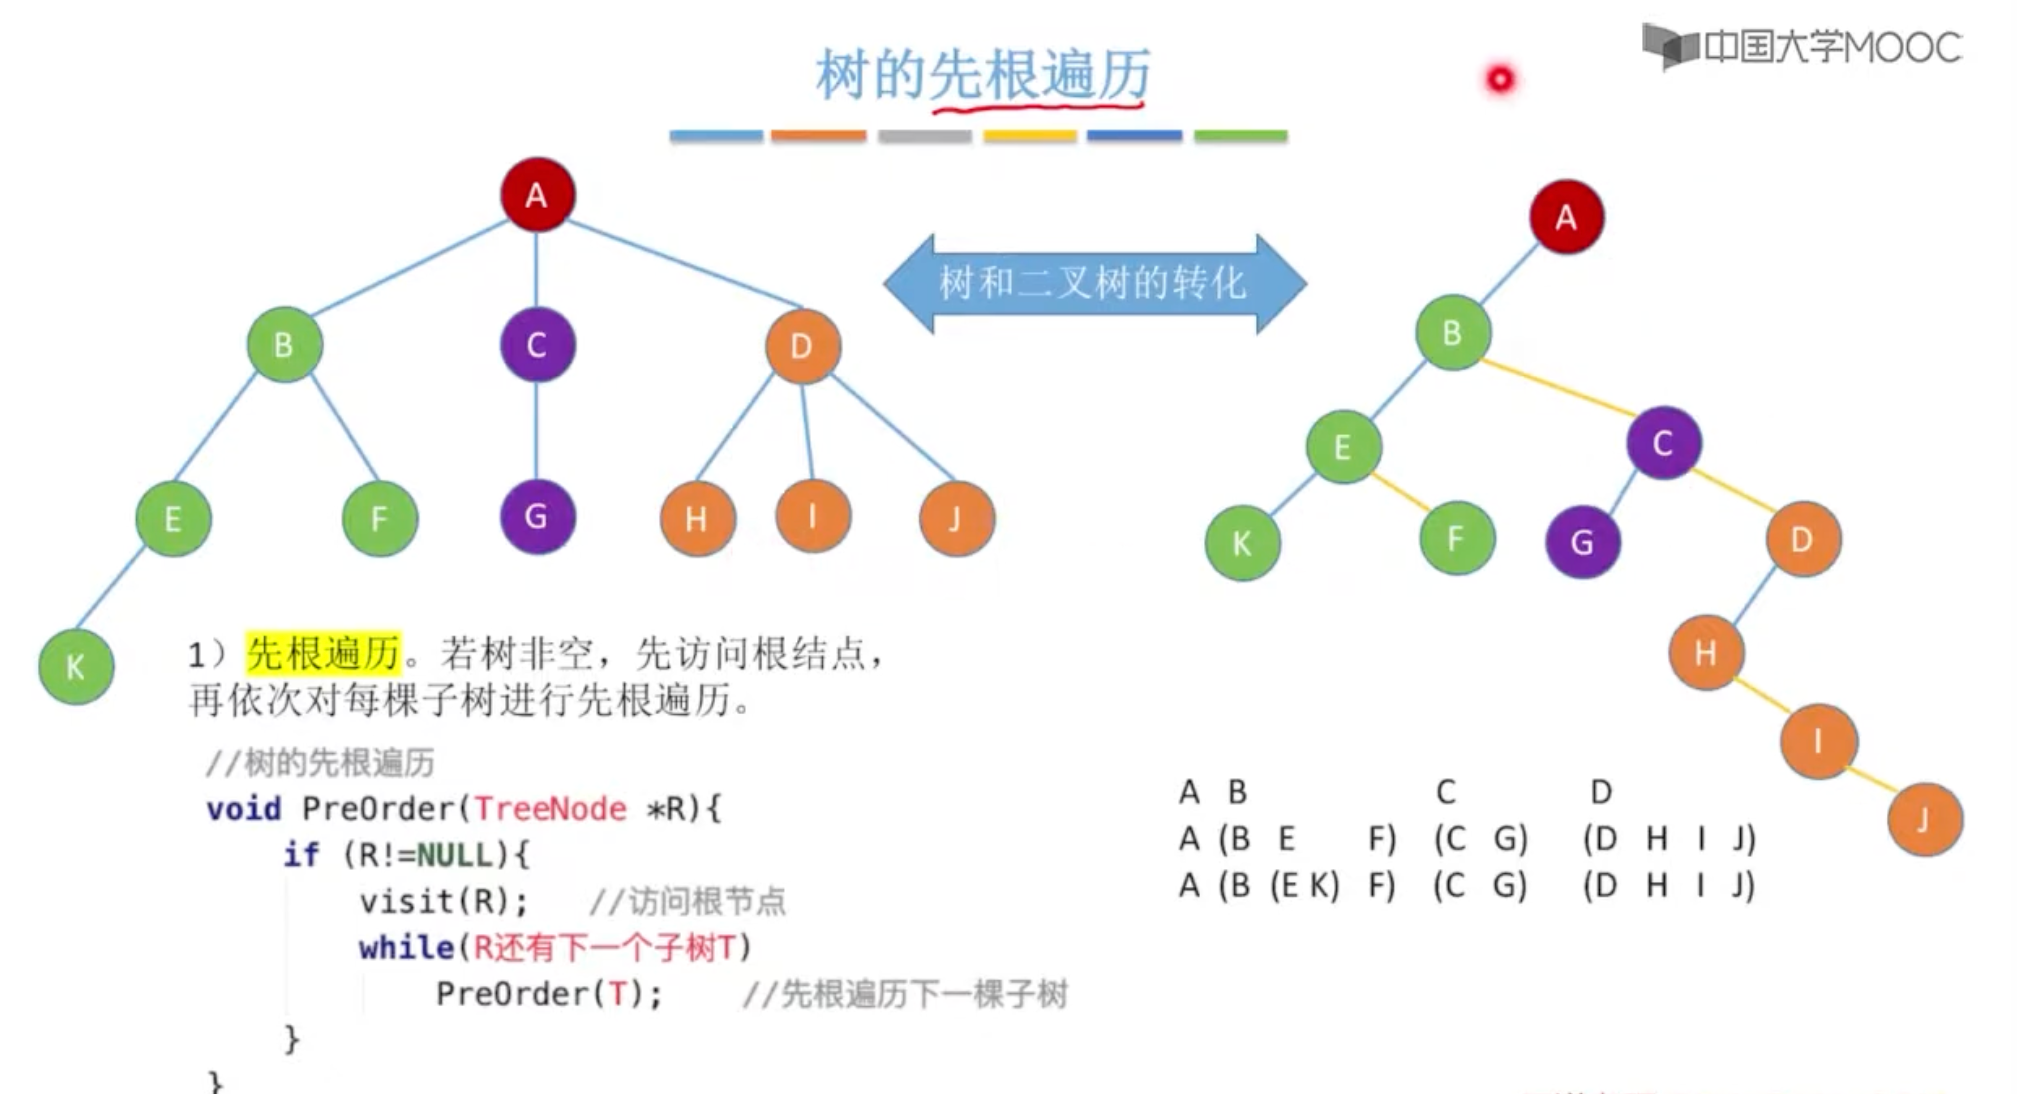 中国大学MOOC
树的先根遍历
A
B
C
D
E
F
G
H
I
J
K
树和二叉树的转化
A
B
E
C
K
F
G
D
H
I
J
1）先根遍历。若树非空，先访问根结点，
再依次对每棵子树进行先根遍历。
//树的先根遍历
void PreOrder(TreeNode *R){
if (R!=NULL){
visit(R); //访问根节点
while(R还有下一个子树T)
PreOrder(T); //先根遍历下一棵子树
}
}
A B C D
A (B E F) (C G) (D H I J)
A (B (E K) F) (C G) (D H I J)